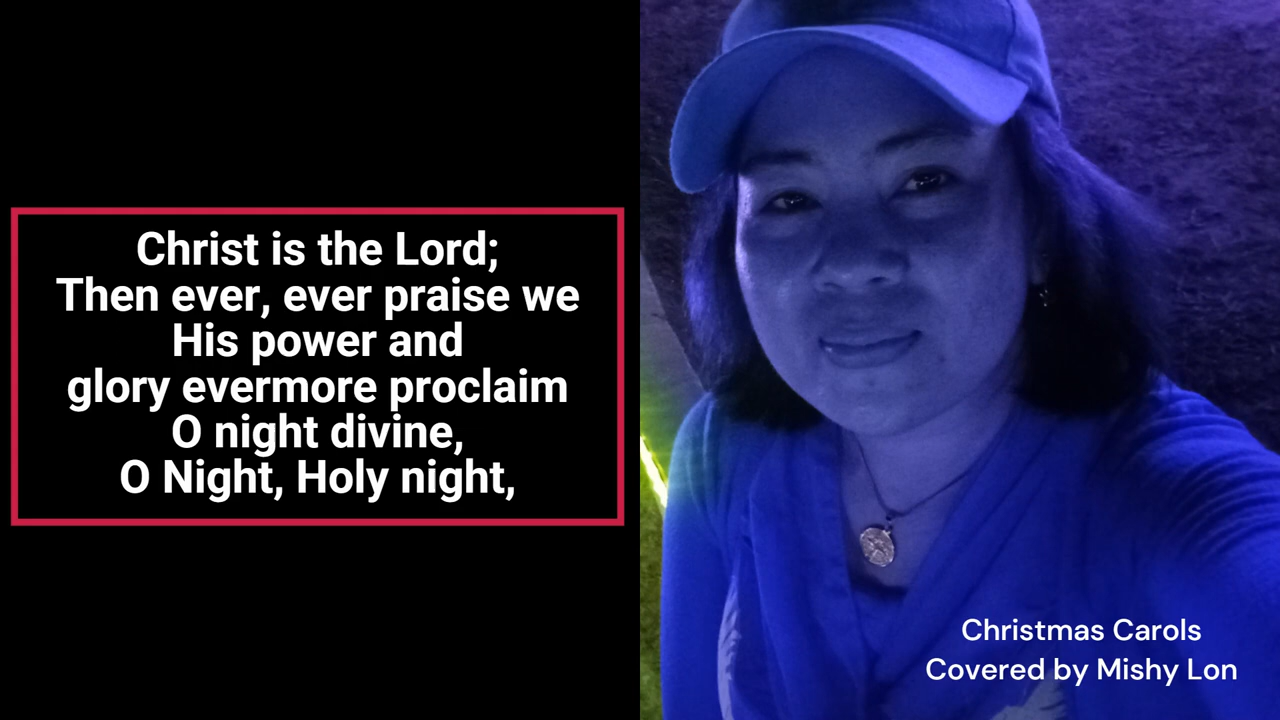 Christ is the Lord;
Then ever, ever praise we
His power and
glory evermore proclaim
O night divine,
O Night, Holy night,
Christmas Carols
Covered by Mishy Lon